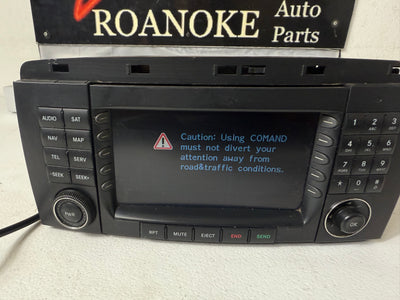 ROANOKE Auto
Parts
AUDIO SAT
NAV MAP
TEL SERV
SEEK SEEK
PWR
Caution: Using COMAND
must not divert your
attention away from
road&traffic conditions.
1 2 ABC 3 DEF
4 GHI 5 JKL 6 MNO
7 PQRS 8 TUV 9 WXYZ
* 0 #
OK
RPT MUTE EJECT END SEND